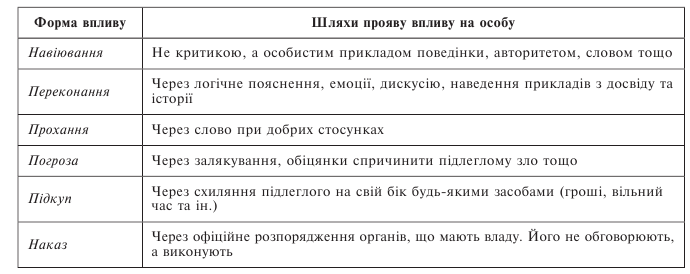 Форма впливу Шляхи прояву впливу на особу
Навіювання Не критикою, а особистим прикладом поведінки, авторитетом, словом тощо
Переконання Через логічне пояснення, емоції, дискусію, наведення прикладів з досвіду та
історії
Прохання Через слово при добрих стосунках
Погроза Через залякування, обіцянки спричинити підлеглому зло тощо
Підкуп Через схиляння підлеглого на свій бік будь-якими засобами (гроші, вільний
час та ін.)
Наказ Через офіційне розпорядження органів, що мають владу. Його не обговорюють,
а виконують